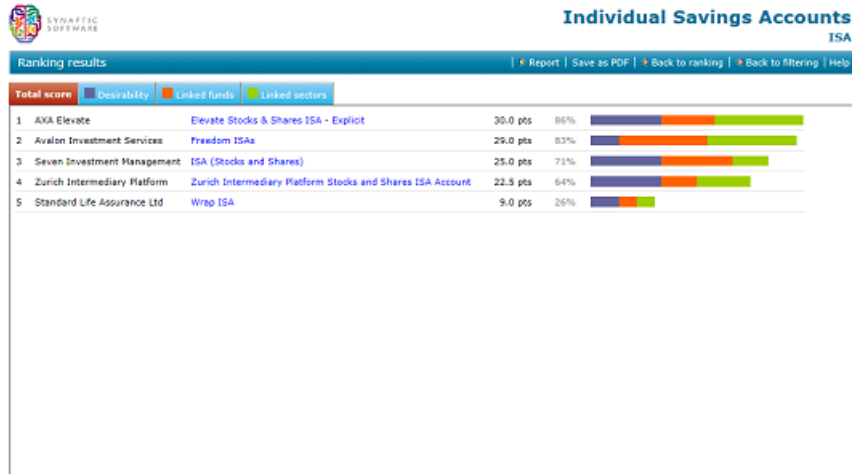 SYNAPTIC
SOFTWARE
Individual Savings Accounts
ISA
Ranking results | Report | Save as PDF | Back to ranking | Back to filtering | Help
Total score Desirability Linked funds Linked sectors
1 AXA Elevate Elevate Stocks & Shares ISA - Explicit 30.0 pts 86%
2 Avalon Investment Services Freedom ISAs 29.0 pts 83%
3 Seven Investment Management ISA (Stocks and Shares) 25.0 pts 71%
4 Zurich Intermediary Platform Zurich Intermediary Platform Stocks and Shares ISA Account 22.5 pts 64%
5 Standard Life Assurance Ltd Wrap ISA 9.0 pts 26%